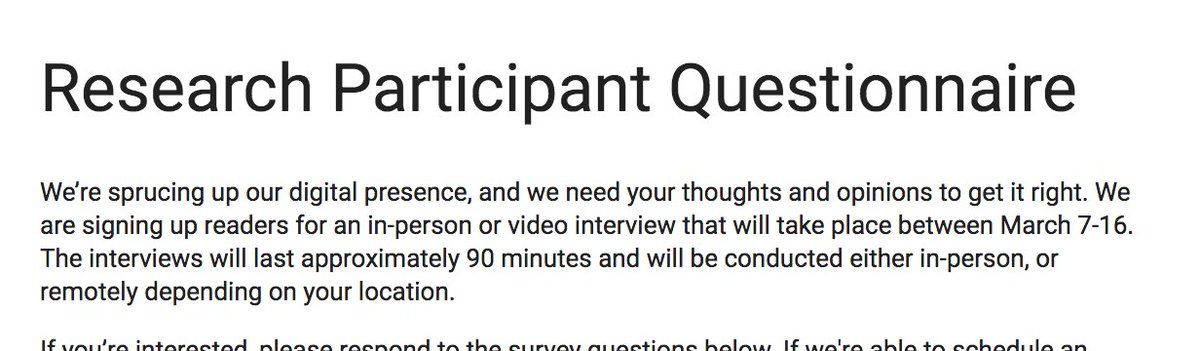 Research Participant Questionnaire
We’re sprucing up our digital presence, and we need your thoughts and opinions to get it right. We
are signing up readers for an in-person or video interview that will take place between March 7-16.
The interviews will last approximately 90 minutes and will be conducted either in-person, or
remotely depending on your location.
If you’re interested, please respond to the survey questions below. If we're able to schedule an